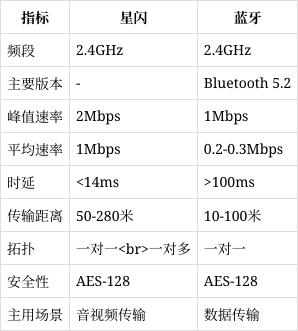 指标 星闪 蓝牙
频段 2.4GHz 2.4GHz
主要版本 - Bluetooth 5.2
峰值速率 2Mbps 1Mbps
平均速率 1Mbps 0.2-0.3Mbps
时延 <14ms >100ms
传输距离 50-280米 10-100米
拓扑 一对一<br>一对多 一对一
安全性 AES-128 AES-128
主用场景 音视频传输 数据传输